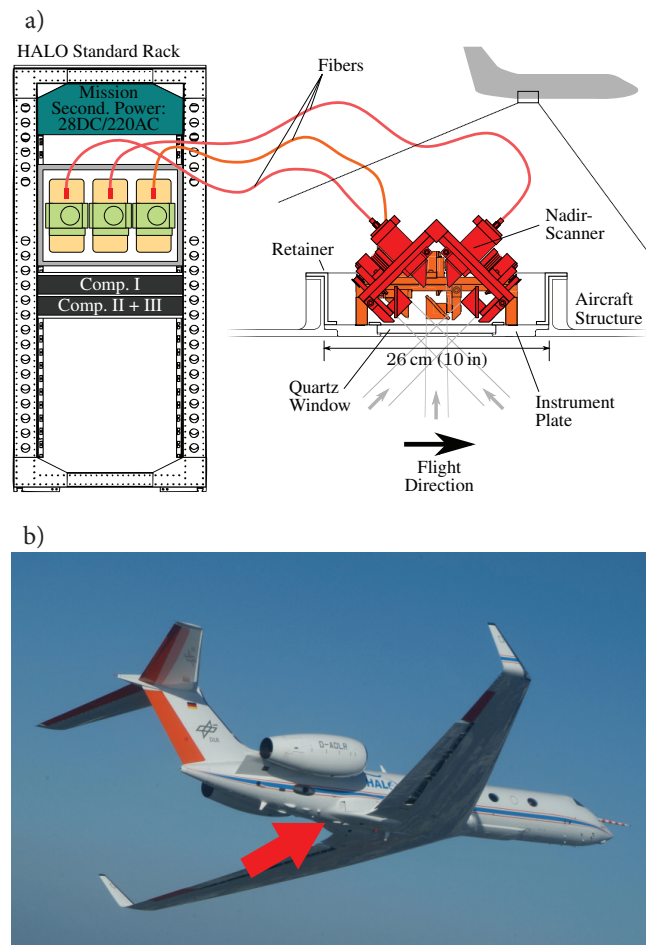 a)
HALO Standard Rack
Mission
Second. Power:
28DC/220AC
Comp. I
Comp. II + III
Fibers
Nadir-
Scanner
Retainer
Aircraft
Structure
26 cm (10 in)
Quartz
Window
Instrument
Plate
Flight
Direction
b)
D-ADLR
DLR
HALO